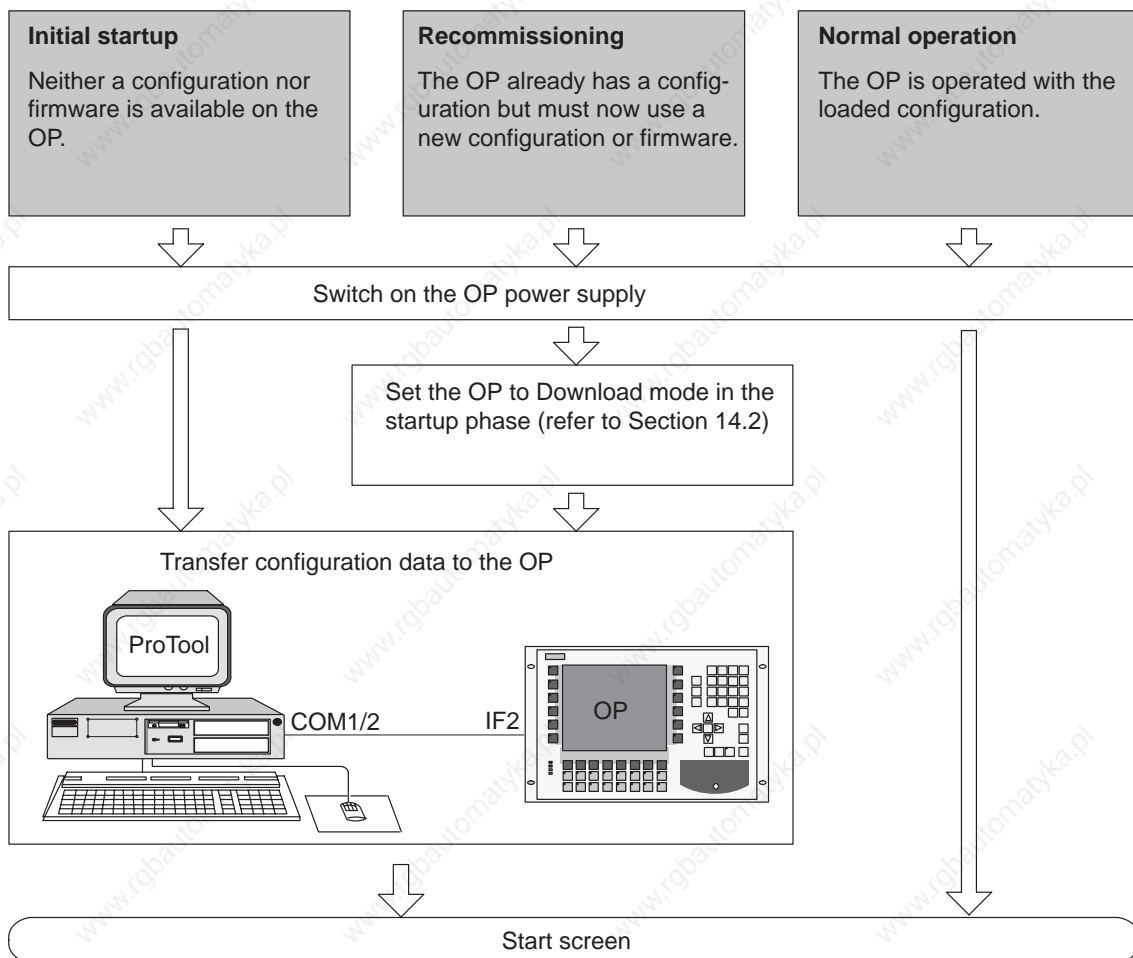 Initial startup
Neither a configuration nor
firmware is available on the
OP.
Recommissioning
The OP already has a config-
uration but must now use a
new configuration or firmware.
Normal operation
The OP is operated with the
loaded configuration.
Switch on the OP power supply
Set the OP to Download mode in the
startup phase (refer to Section 14.2)
Transfer configuration data to the OP
ProTool
COM1/2
IF2
OP
Start screen
www.rgbautomatyka.pl